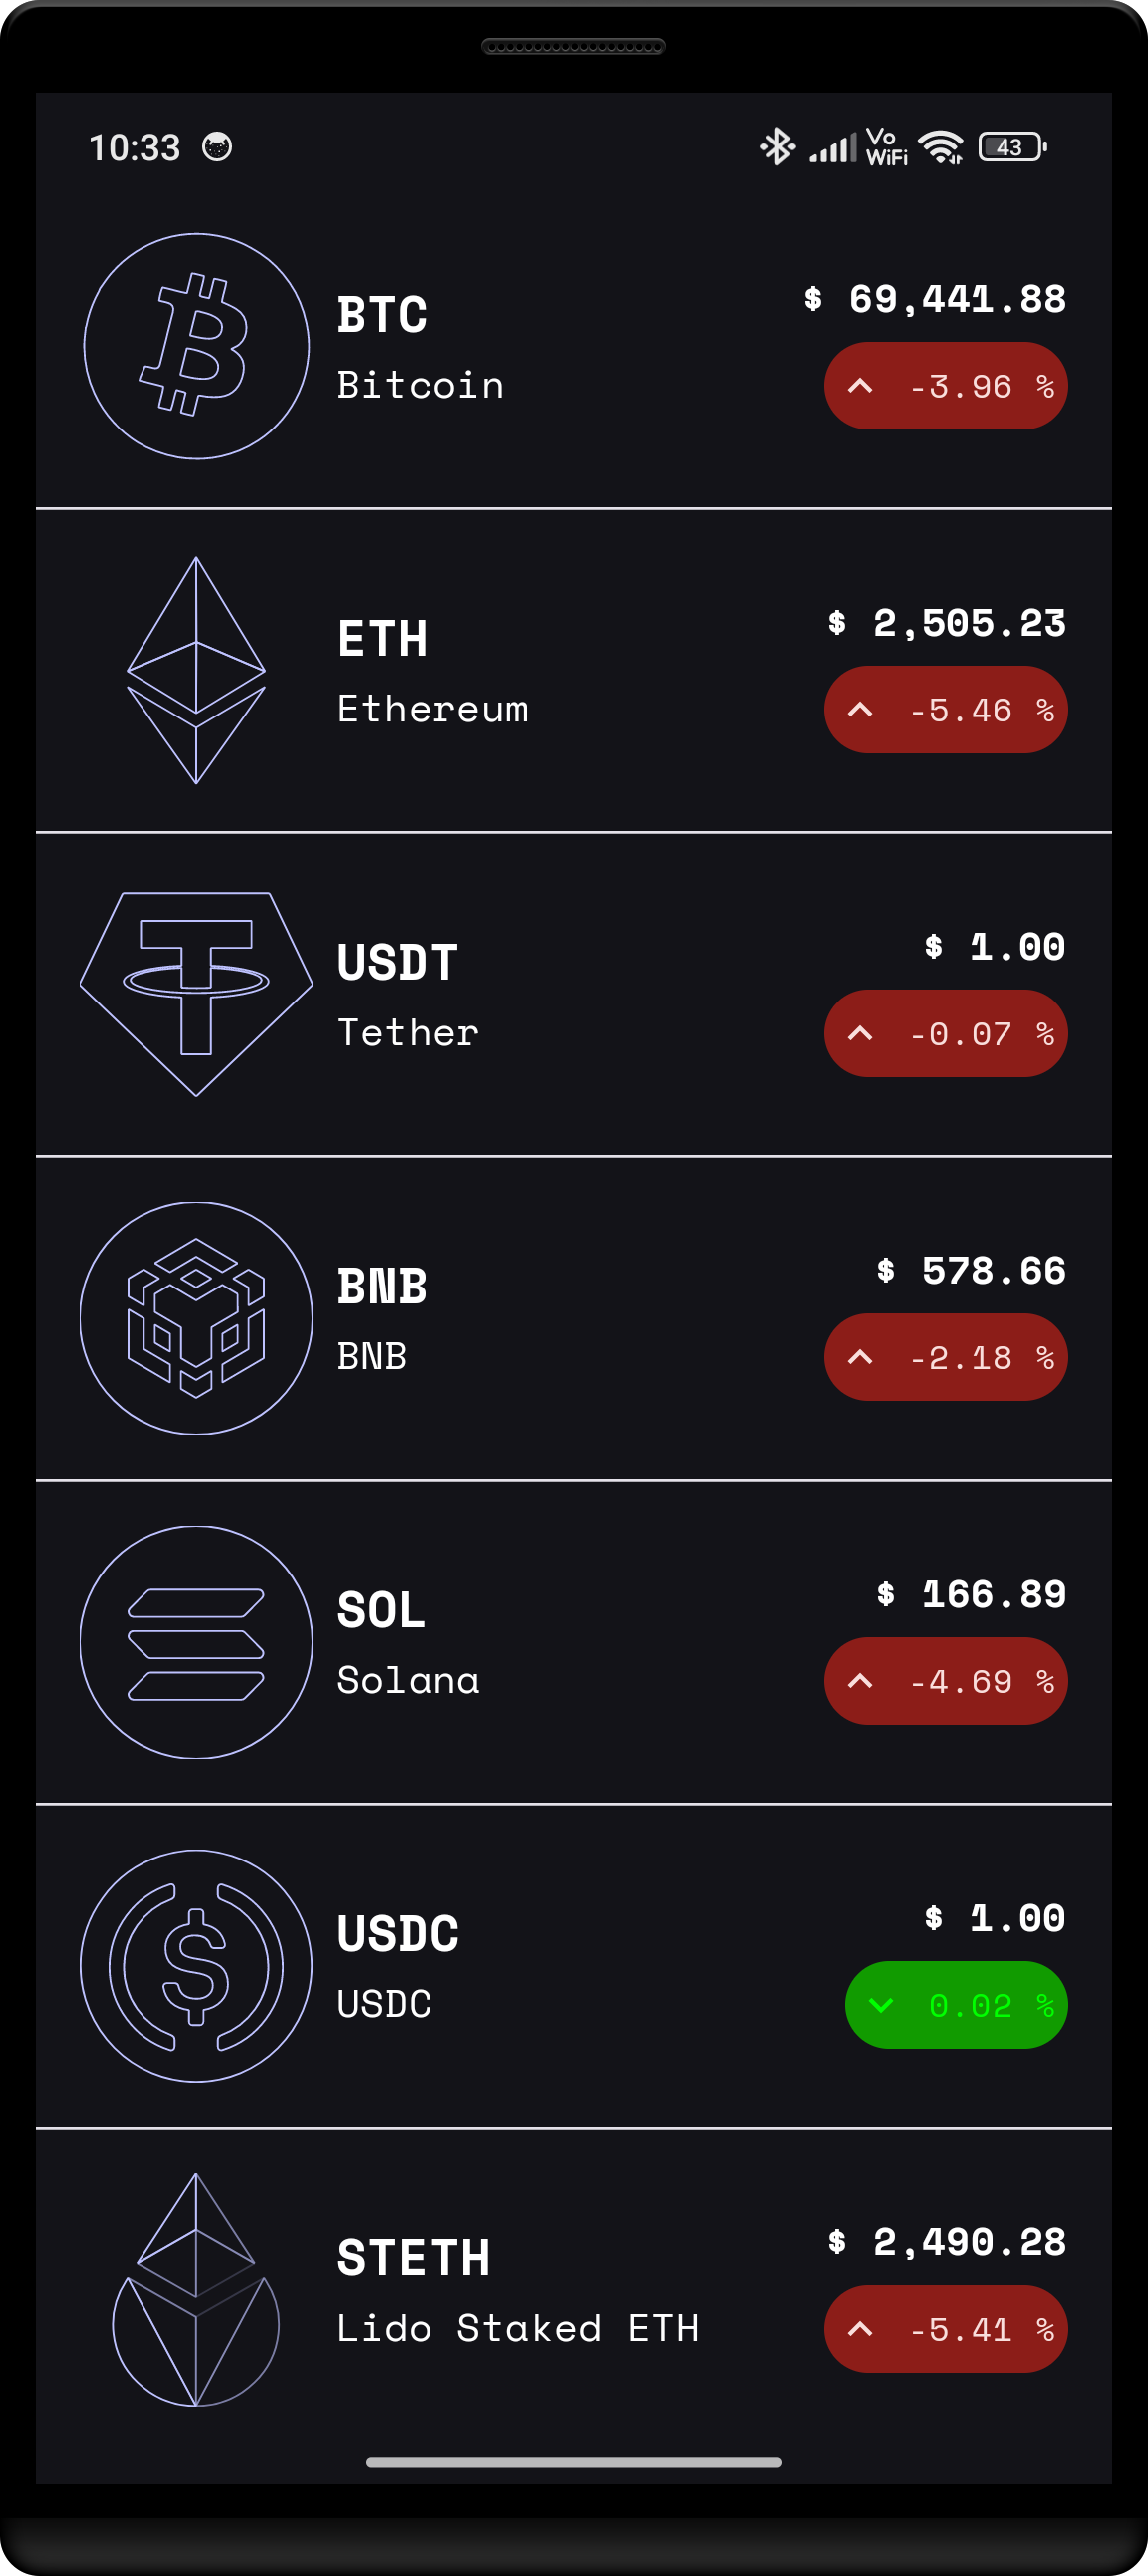 10:33 Vo WiFi 43
BTC
Bitcoin
$ 69,441.88
-3.96 %
ETH
Ethereum
$ 2,505.23
-5.46 %
USDT
Tether
$ 1.00
-0.07 %
BNB
BNB
$ 578.66
-2.18 %
SOL
Solana
$ 166.89
-4.69 %
USDC
USDC
$ 1.00
0.02 %
STETH
Lido Staked ETH
$ 2,490.28
-5.41 %